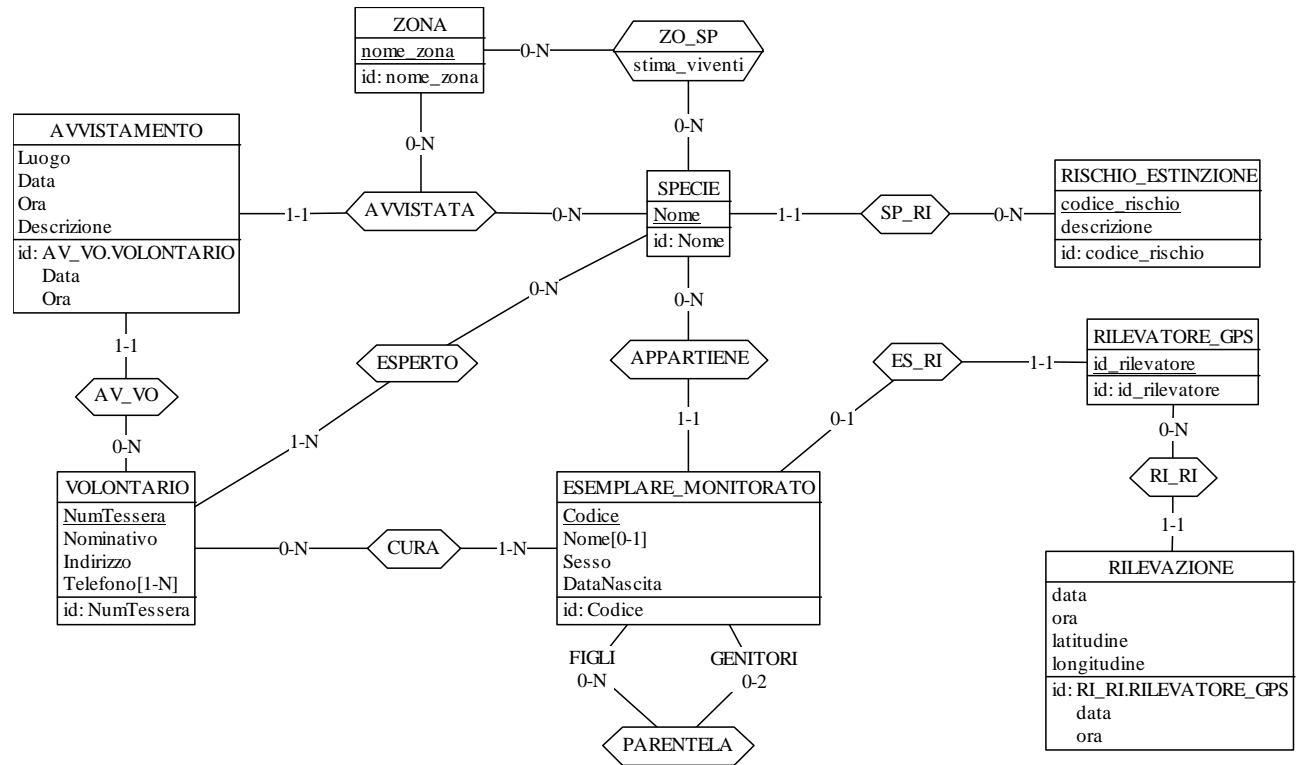 ZONA
nome_zona
id: nome_zona
0-N
ZO_SP
stima_viventi
0-N
0-N
AVVISTAMENTO
Luogo
Data
Ora
Descrizione
id: AV_VO.VOLONTARIO
Data
Ora
1-1
AVVISTATA
0-N
SPECIE
Nome
id: Nome
1-1
SP_RI
0-N
RISCHIO_ESTINZIONE
codice_rischio
descrizione
id: codice_rischio
0-N
0-N
1-1
AV_VO
0-N
ESPERTO
1-N
APPARTIENE
1-1
ES_RI
0-1
1-1
RILEVATORE_GPS
id_rilevatore
id: id_rilevatore
0-N
RI_RI
1-1
VOLONTARIO
NumTessera
Nominativo
Indirizzo
Telefono[1-N]
id: NumTessera
0-N
CURA
1-N
ESEMPLARE_MONITORATO
Codice
Nome[0-1]
Sesso
DataNascita
id: Codice
RILEVAZIONE
data
ora
latitudine
longitudine
id: RI_RI.RILEVATORE_GPS
data
ora
FIGLI
0-N
GENITORI
0-2
PARENTELA